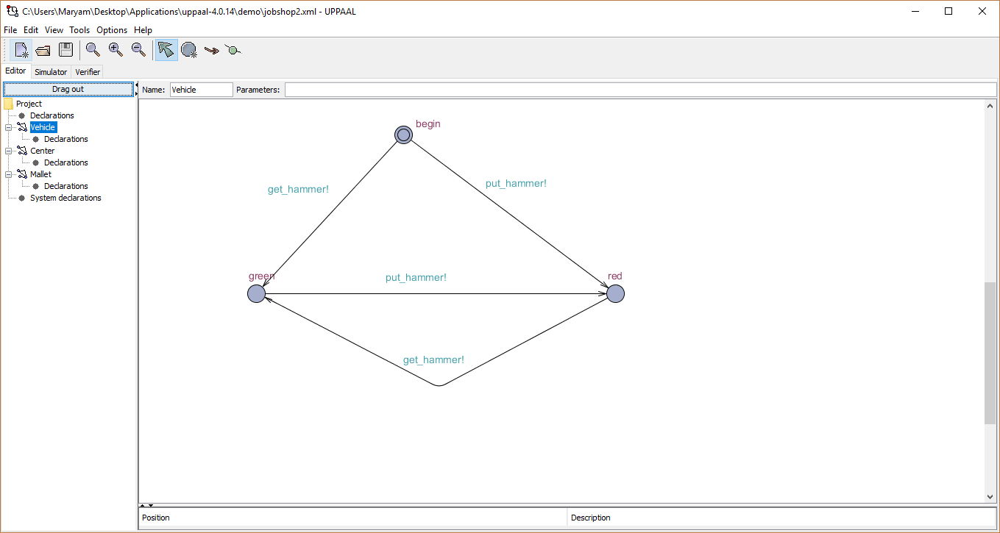 C:\Users\Maryam\Desktop\Applications\uppaal-4.0.14\demo\jobshop2.xml - UPPAAL
File Edit View Tools Options Help
Editor Simulator Verifier
Drag out
Name: Vehicle Parameters:
Project
Declarations
Vehicle
Declarations
Center
Declarations
Mallet
Declarations
System declarations
begin
get_hammer!
put_hammer!
green
put_hammer!
red
get_hammer!
Position Description